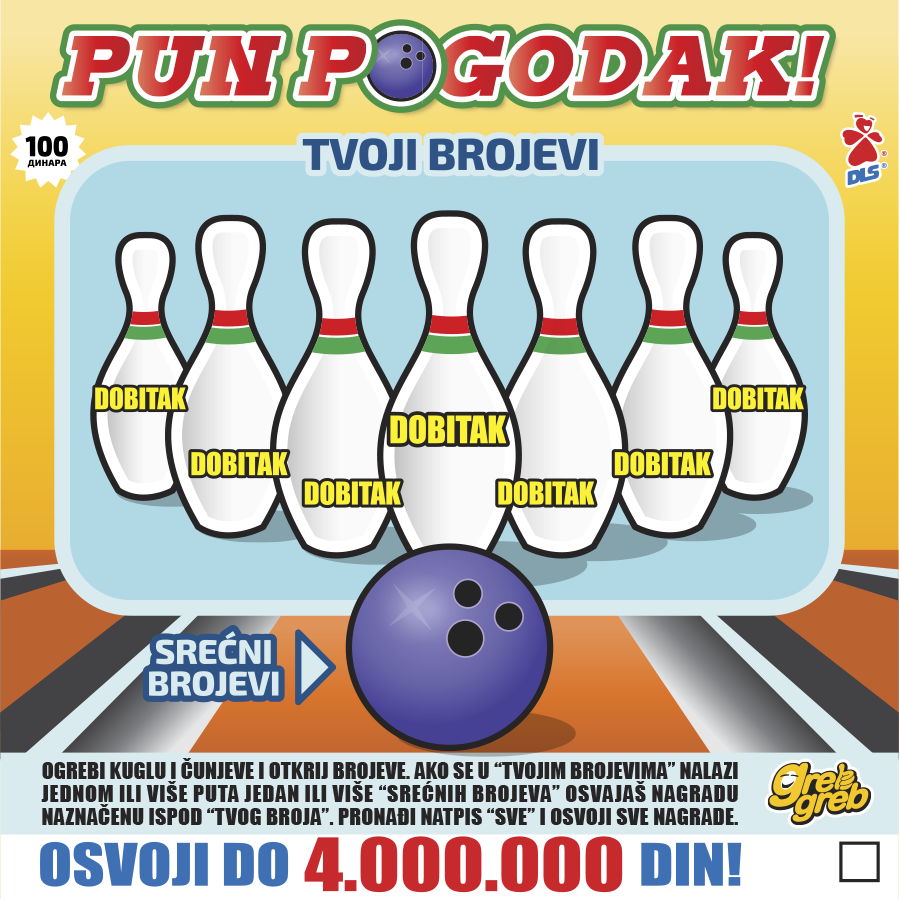 PUN POGODAK!
100
ДИНАРА
TVOJI BROJEVI
DLS
DOBITAK
DOBITAK
DOBITAK
DOBITAK
DOBITAK
DOBITAK
DOBITAK
SREĆNI
BROJEVI
OGREBI KUGLU I ČUNJEVE I OTKRIJ BROJEVE. AKO SE U “TVOJIM BROJEVIMA” NALAZI
JEDNOM ILI VIŠE PUTA JEDAN ILI VIŠE “SREĆNIH BROJEVA” OSVAJAŠ NAGRADU
NAZNAČENU ISPOD “TVOG BROJA”. PRONAĐI NATPIS “SVE” I OSVOJI SVE NAGRADE.
greb
greb
OSVOJI DO 4.000.000 DIN!